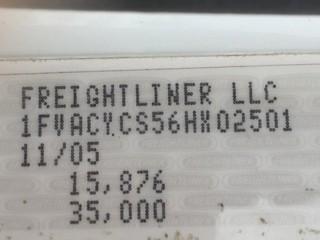 FREIGHTLINER LLC
1FVACYCS56HX02501
11/05
15,876
35,000